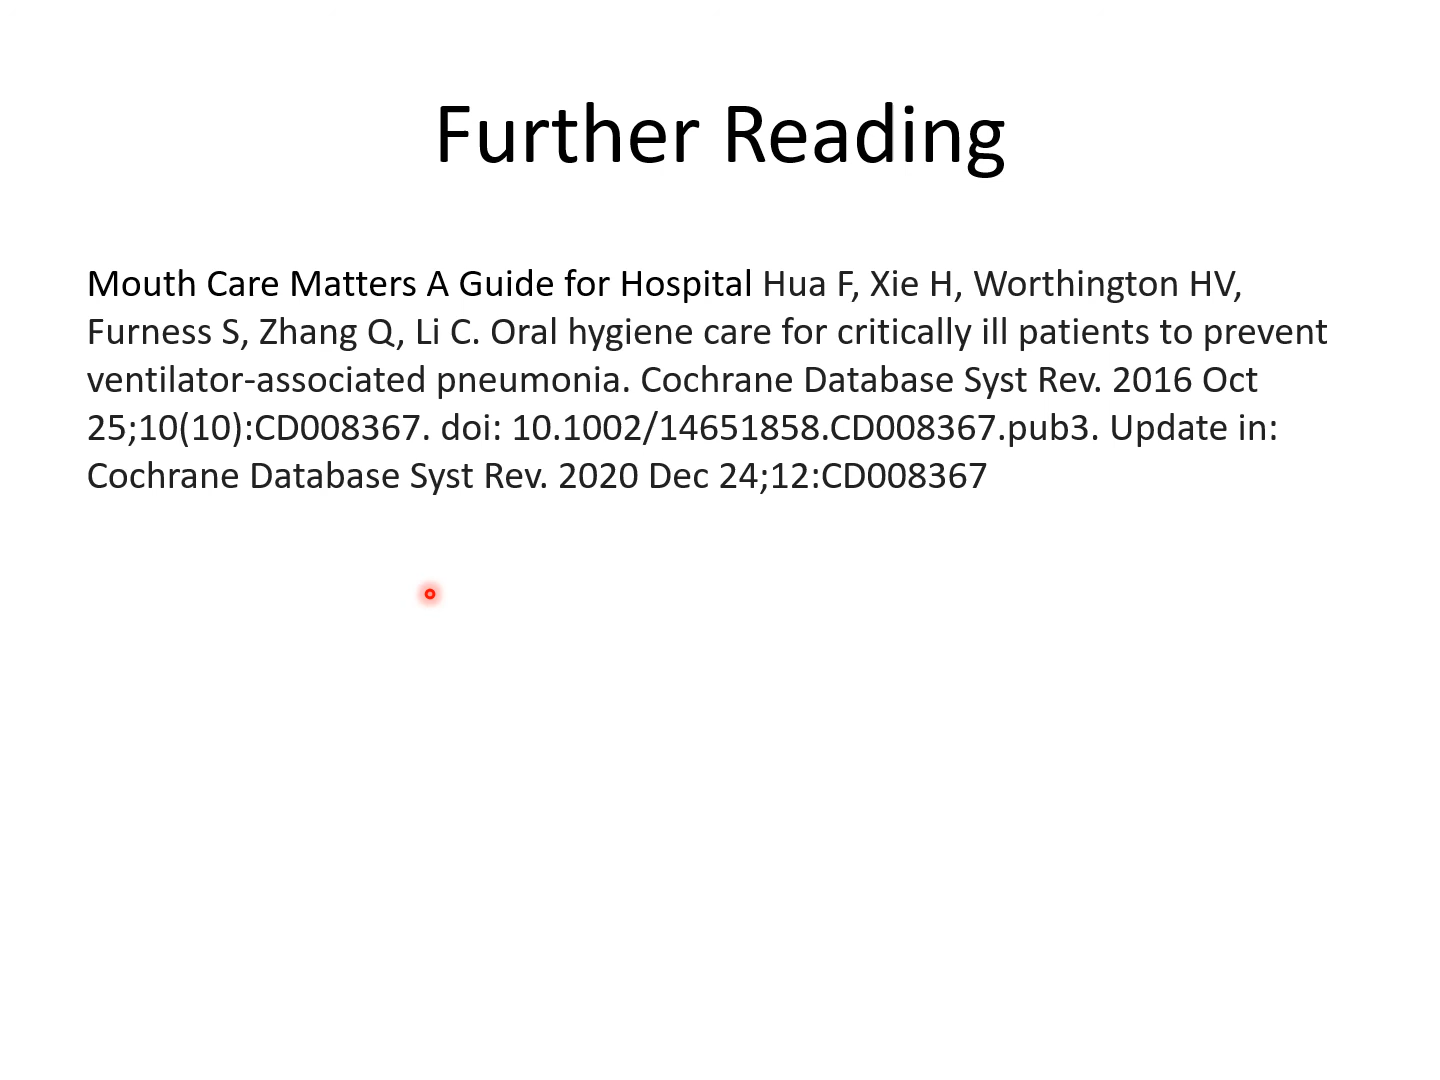 Further Reading
Mouth Care Matters A Guide for Hospital Hua F, Xie H, Worthington HV,
Furness S, Zhang Q, Li C. Oral hygiene care for critically ill patients to prevent
ventilator-associated pneumonia. Cochrane Database Syst Rev. 2016 Oct
25;10(10):CD008367. doi: 10.1002/14651858.CD008367.pub3. Update in:
Cochrane Database Syst Rev. 2020 Dec 24;12:CD008367